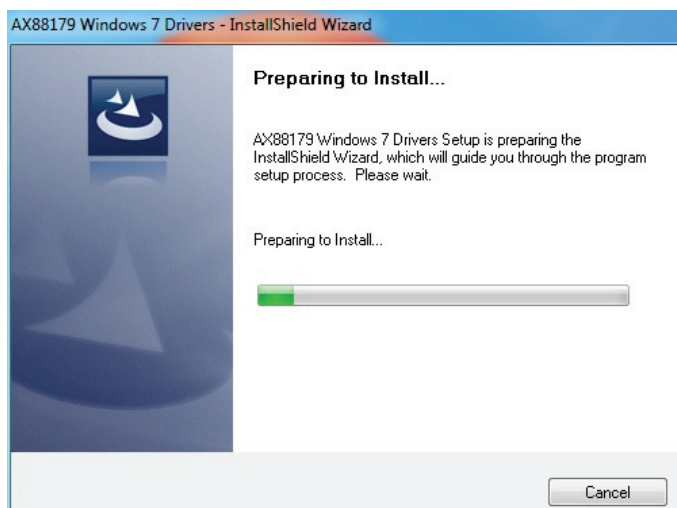 AX88179 Windows 7 Drivers - InstallShield Wizard
Preparing to Install...
AX88179 Windows 7 Drivers Setup is preparing the
InstallShield Wizard, which will guide you through the program
setup process.  Please wait.
Preparing to Install...
Cancel